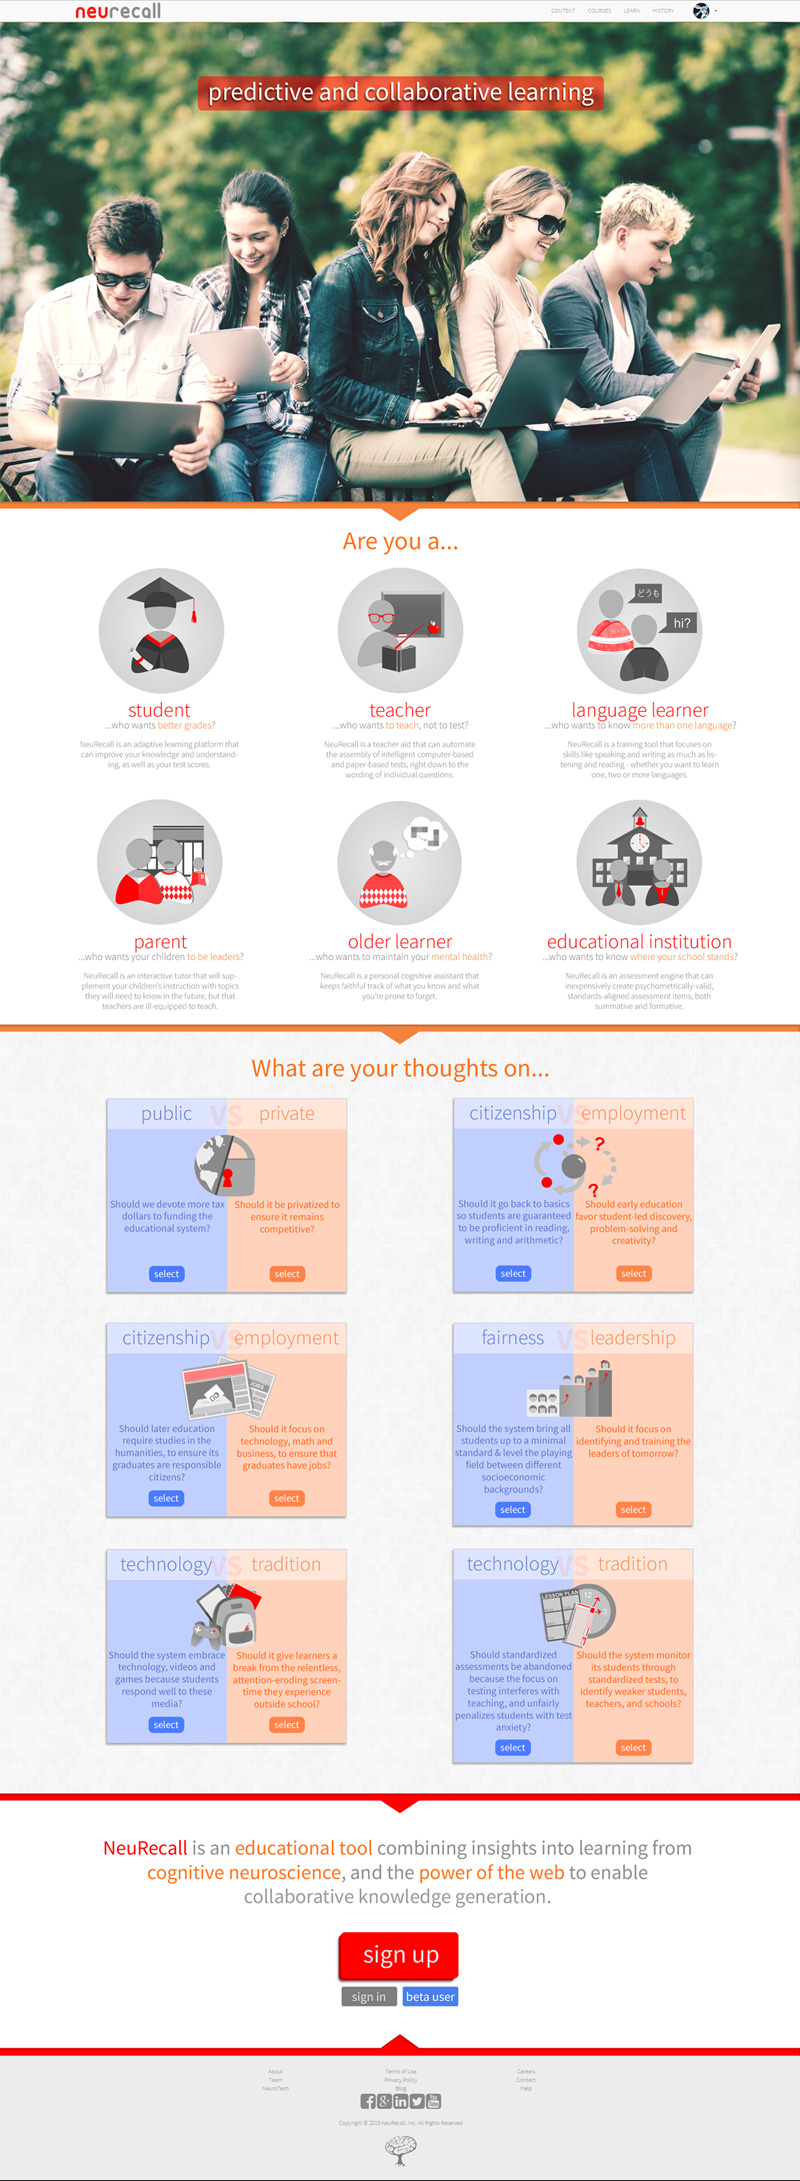 neurecall
CONTENT COURSES LEARN HISTORY
predictive and collaborative learning
Are you a...
student
...who wants better grades?
NeuRecall is an adaptive learning platform that
can improve your knowledge and understand-
ing, as well as your test scores.
teacher
...who wants to teach, not to test?
NeuRecall is a teacher aid that can automate
the assembly of intelligent computer-based
and paper-based tests, right down to the
wording of individual questions.
どうも
hi?
language learner
...who wants to know more than one language?
NeuRecall is a training tool that focuses on
skills like speaking and writing as much as lis-
tening and reading - whether you want to learn
one, two or more languages.
parent
...who wants your children to be leaders?
NeuRecall is an interactive tutor that will sup-
plement your children's instruction with topics
they will need to know in the future, but that
teachers are ill-equipped to teach.
older learner
...who wants to maintain your mental health?
NeuRecall is a personal cognitive assistant that
keeps faithful track of what you know and what
you're prone to forget.
educational institution
...who wants to know where your school stands?
NeuRecall is an assessment engine that can
inexpensively create psychometrically-valid,
standards-aligned assessment items, both
summative and formative.
What are your thoughts on...
public VS private
Should we devote more tax
dollars to funding the
educational system?
select
Should it be privatized to
ensure it remains
competitive?
select
citizenship VS employment
? ?
Should it go back to basics
so students are guaranteed
to be proficient in reading,
writing and arithmetic?
select
Should early education
favor student-led discovery,
problem-solving and
creativity?
select
citizenship VS employment
JOBS
Should later education
require studies in the
humanities, to ensure its
graduates are responsible
citizens?
select
Should it focus on
technology, math and
business, to ensure that
graduates have jobs?
select
fairness VS leadership
Should the system bring all
students up to a minimal
standard & level the playing
field between different
socioeconomic
backgrounds?
select
Should it focus on
identifying and training the
leaders of tomorrow?
select
technology VS tradition
Should the system embrace
technology, videos and
games because students
respond well to these
media?
select
Should it give learners a
break from the relentless,
attention-eroding screen-
time they experience
outside school?
select
technology VS tradition
LESSON PLAN
12
3
Should standardized
assessments be abandoned
because the focus on
testing interferes with
teaching, and unfairly
penalizes students with test
anxiety?
select
Should the system monitor
its students through
standardized tests, to
identify weaker students,
teachers, and schools?
select
NeuRecall is an educational tool combining insights into learning from
cognitive neuroscience, and the power of the web to enable
collaborative knowledge generation.
sign up
sign in beta user
About
Team
NeuroTech
Terms of Use
Privacy Policy
Blog
Careers
Contact
Help
Copyright © 2015 NeuRecall, Inc. All Rights Reserved